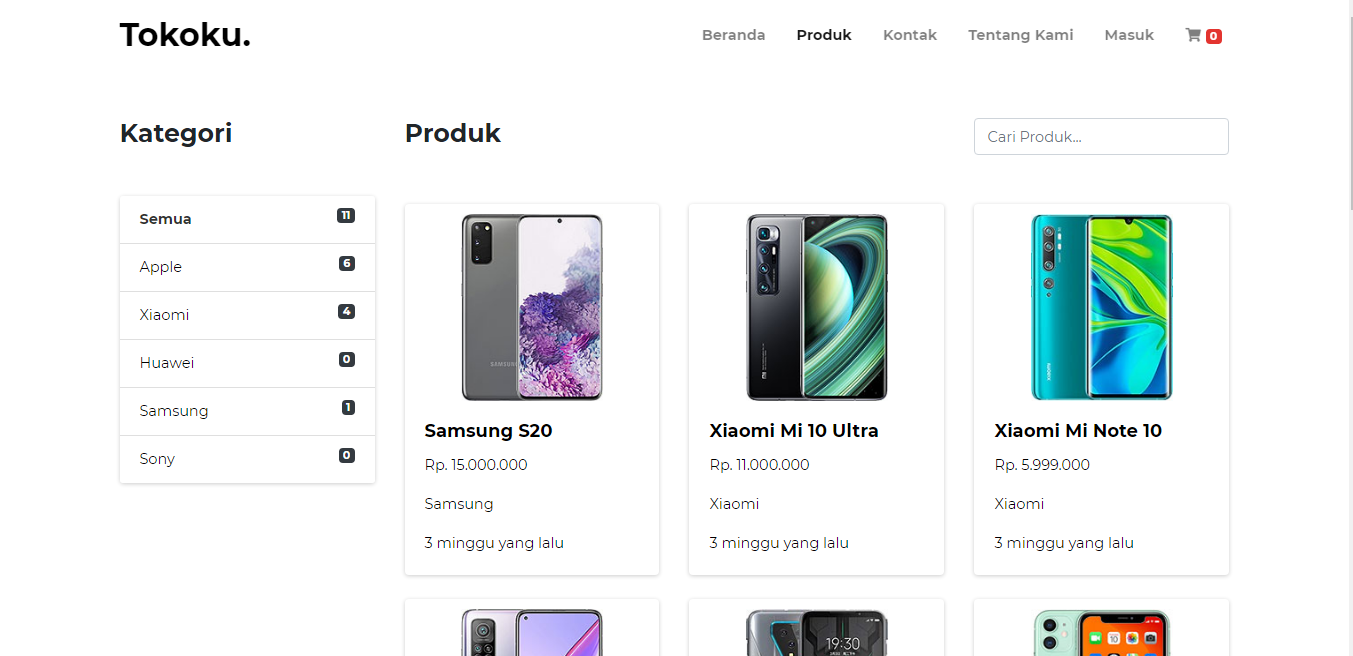 Tokoku.
Beranda Produk Kontak Tentang Kami Masuk 0
Kategori
Semua 11
Apple 6
Xiaomi 4
Huawei 0
Samsung 1
Sony 0
Produk
Cari Produk...
Samsung S20
Rp. 15.000.000
Samsung
3 minggu yang lalu
Xiaomi Mi 10 Ultra
Rp. 11.000.000
Xiaomi
3 minggu yang lalu
Xiaomi Mi Note 10
Rp. 5.999.000
Xiaomi
3 minggu yang lalu
19:30